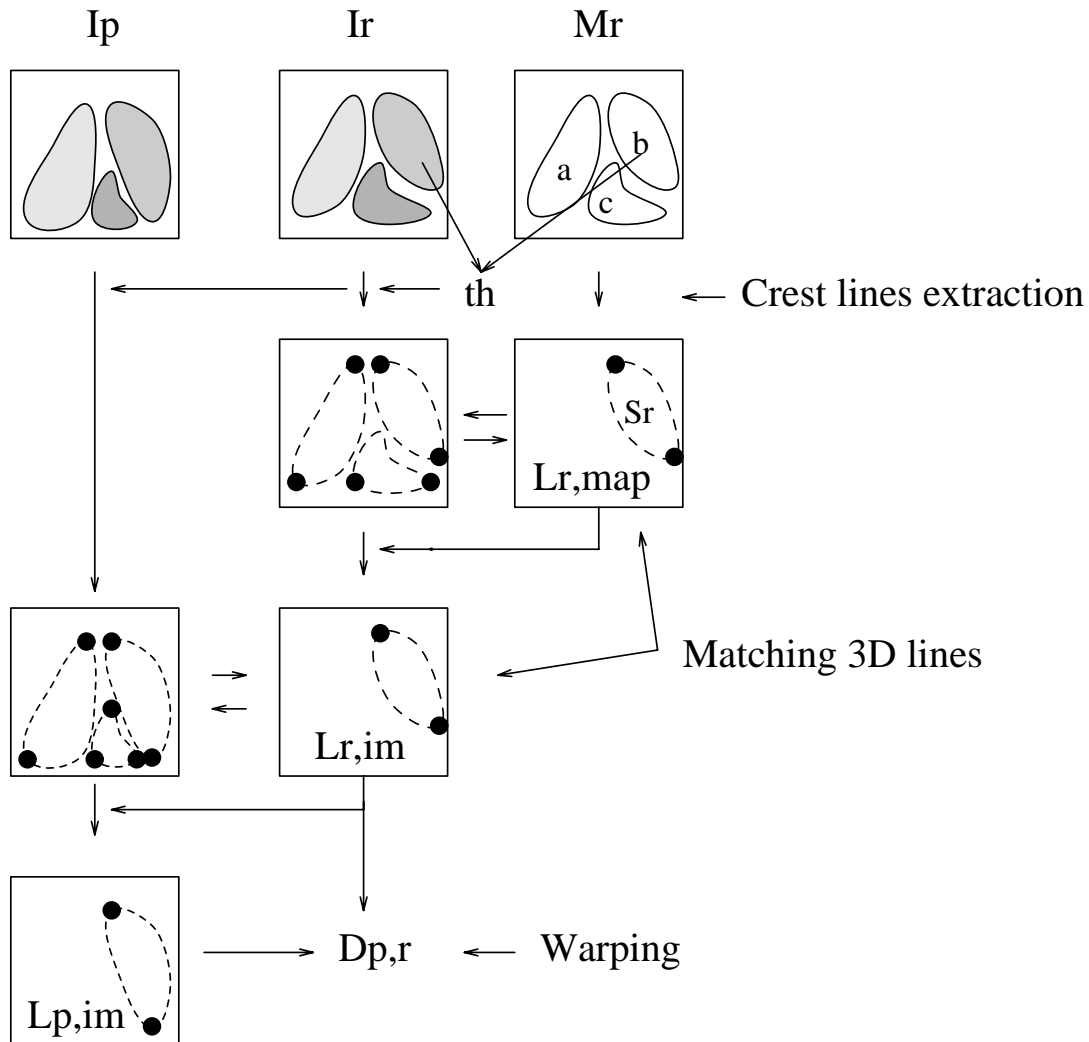 Ip Ir Mr
a b c
th
Crest lines extraction
Sr
Lr,map
Matching 3D lines
Lr,im
Dp,r
Warping
Lp,im